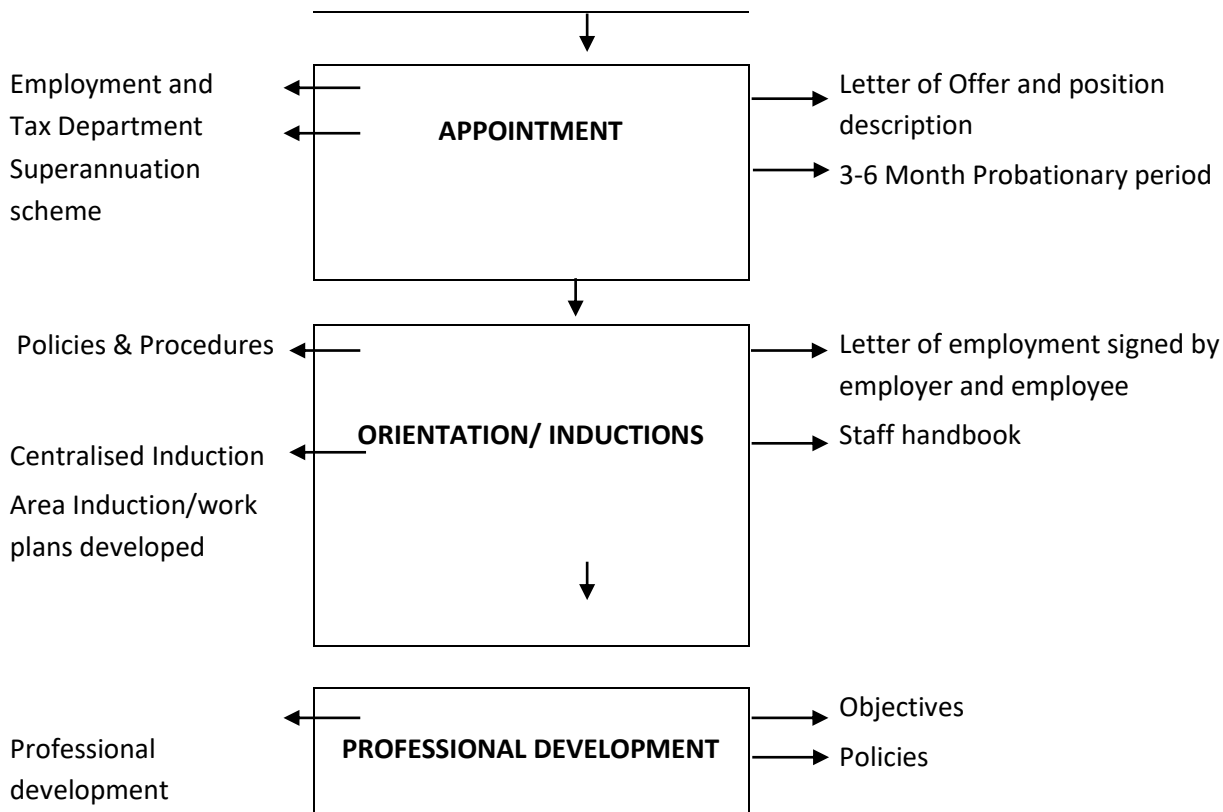 Employment and
Tax Department
Superannuation
scheme
APPOINTMENT
Letter of Offer and position
description
3-6 Month Probationary period
Policies & Procedures
Centralised Induction
Area Induction/work
plans developed
ORIENTATION/ INDUCTIONS
Letter of employment signed by
employer and employee
Staff handbook
Professional
development
PROFESSIONAL DEVELOPMENT
Objectives
Policies